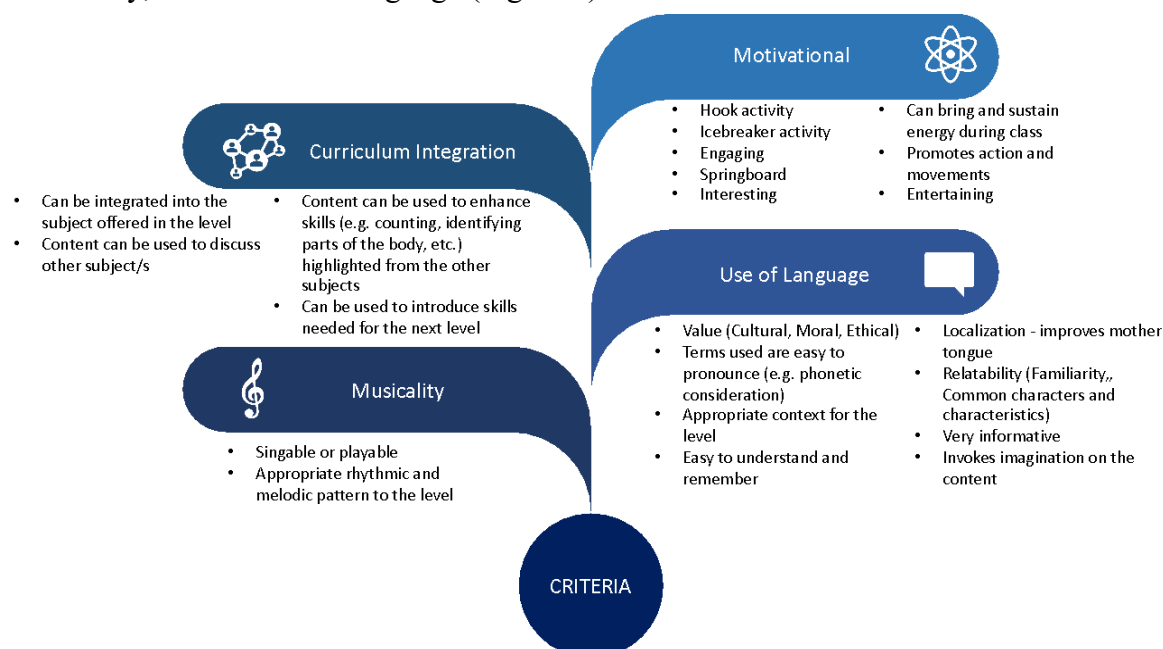 Motivational
Hook activity
Icebreaker activity
Engaging
Springboard
Interesting
Can bring and sustain
energy during class
Promotes action and
movements
Entertaining
Curriculum Integration
Can be integrated into the
subject offered in the level
Content can be used to discuss
other subject/s
Content can be used to enhance
skills (e.g. counting, identifying
parts of the body, etc.)
highlighted from the other
subjects
Can be used to introduce skills
needed for the next level
Use of Language
Value (Cultural, Moral, Ethical)
Terms used are easy to
pronounce (e.g. phonetic
consideration)
Appropriate context for the
level
Easy to understand and
remember
Localization - improves mother
tongue
Relatability (Familiarity,,
Common characters and
characteristics)
Very informative
Invokes imagination on the
content
Musicality
Singable or playable
Appropriate rhythmic and
melodic pattern to the level
CRITERIA